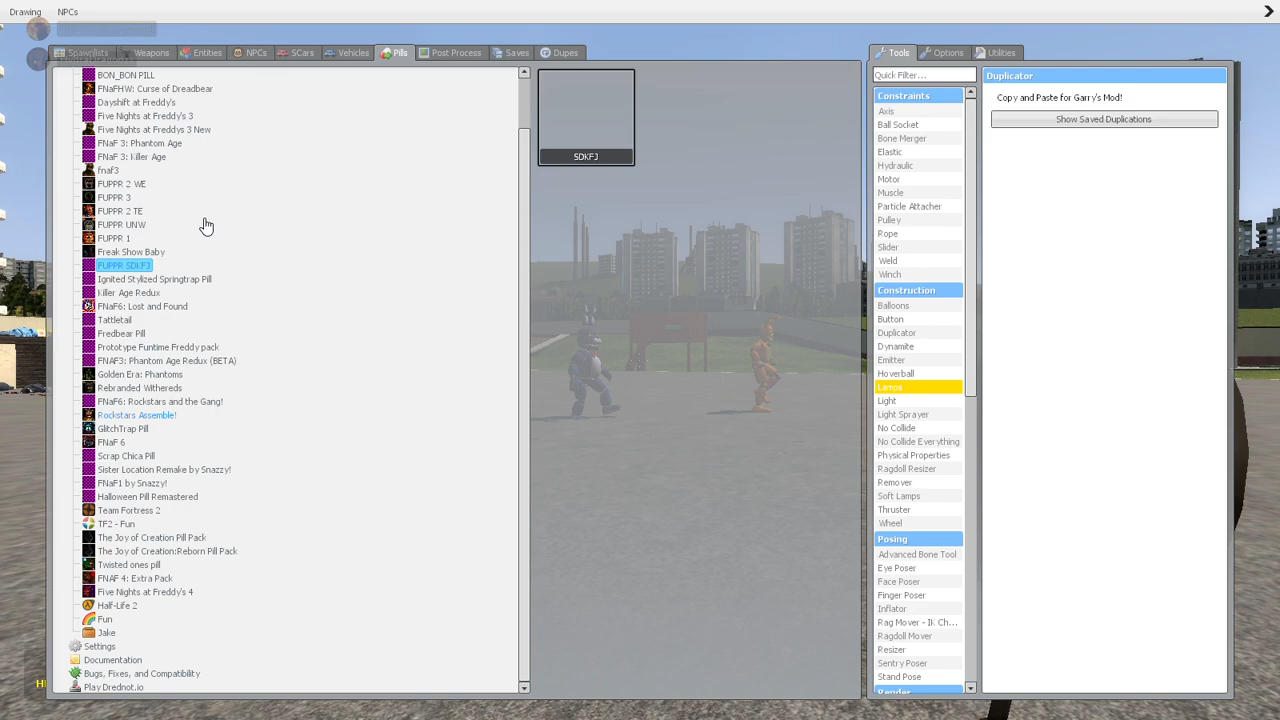 Drawing NPCs
Spawnlists Weapons Entities NPCs SCars Vehicles Pills Post Process Saves Dupes
BON_BON PILL
FNaFHW: Curse of Dreadbear
Dayshift at Freddy's
Five Nights at Freddy's 3
Five Nights at Freddys 3 New
FNaF 3: Phantom Age
FNaF 3: Killer Age
fnaf3
FUPPR 2 WE
FUPPR 3
FUPPR 2 TE
FUPPR UNW
FUPPR 1
Freak Show Baby
FUPPR SDKFJ
Ignited Stylized Springtrap Pill
Killer Age Redux
FNaF6: Lost and Found
Tattletail
Fredbear Pill
Prototype Funtime Freddy pack
FNAF3: Phantom Age Redux (BETA)
Golden Era: Phantoms
Rebranded Withereds
FNaF6: Rockstars and the Gang!
Rockstars Assemble!
GlitchTrap Pill
FNaF 6
Scrap Chica Pill
Sister Location Remake by Snazzy!
FNaF1 by Snazzy!
Halloween Pill Remastered
Team Fortress 2
TF2 - Fun
The Joy of Creation Pill Pack
The Joy of Creation:Reborn Pill Pack
Twisted ones pill
FNAF 4: Extra Pack
Five Nights at Freddy's 4
Half-Life 2
Fun
Jake
Settings
Documentation
Bugs, Fixes, and Compatibility
Play Drednot.io
SDKFJ
Tools Options Utilities
Quick Filter...
Constraints
Axis
Ball Socket
Bone Merger
Elastic
Hydraulic
Motor
Muscle
Particle Attacher
Pulley
Rope
Slider
Weld
Winch
Construction
Balloons
Button
Duplicator
Dynamite
Emitter
Hoverball
Lamps
Light
Light Sprayer
No Collide
No Collide Everything
Physical Properties
Ragdoll Resizer
Remover
Soft Lamps
Thruster
Wheel
Posing
Advanced Bone Tool
Eye Poser
Face Poser
Finger Poser
Inflator
Rag Mover - Ik Ch...
Ragdoll Mover
Resizer
Sentry Poser
Stand Pose
Render
Duplicator
Copy and Paste for Garry's Mod!
Show Saved Duplications